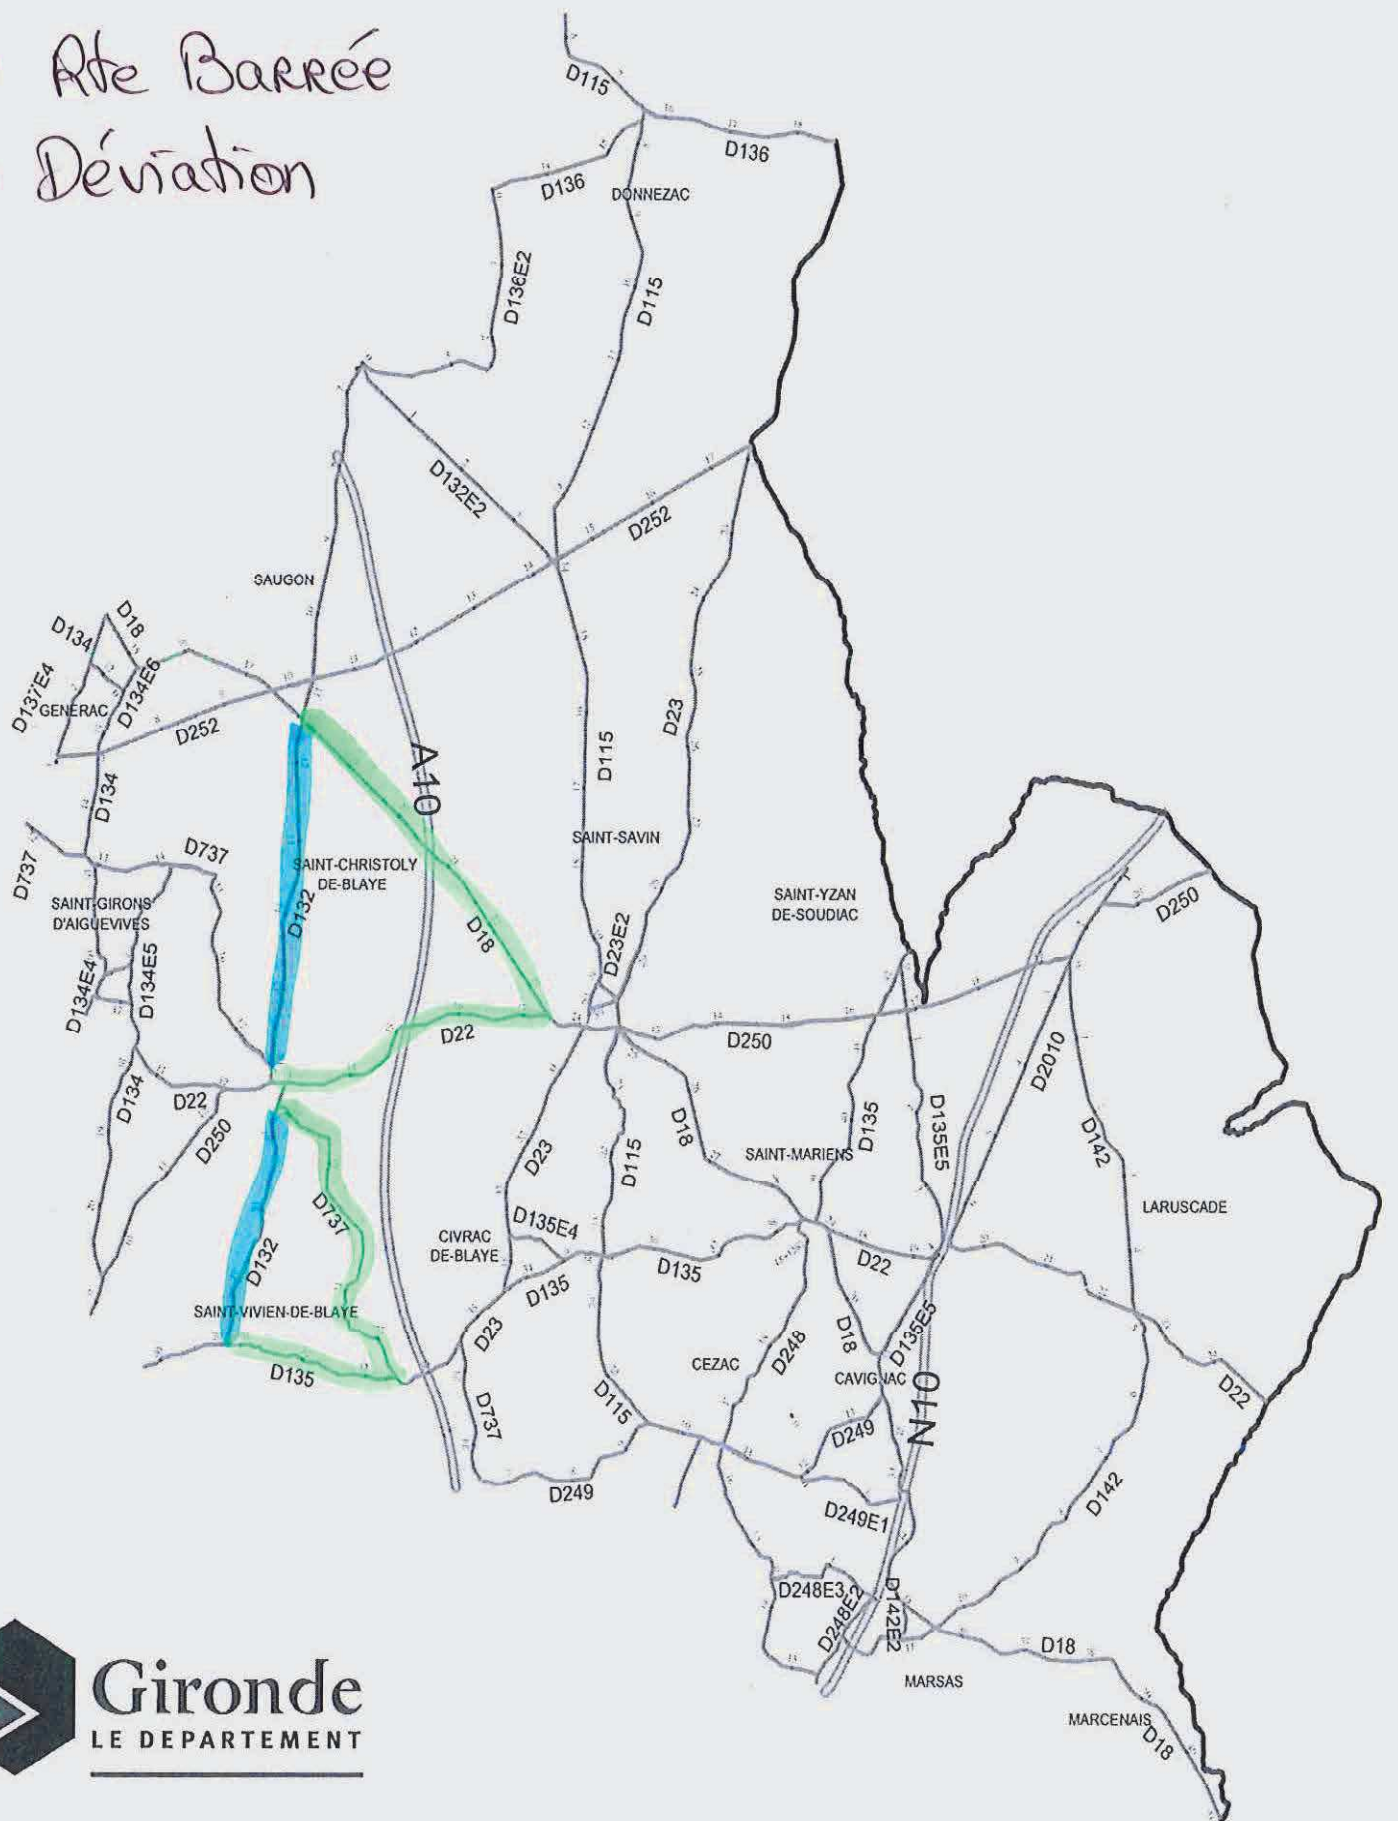 Rte Barrée
Déviation
D115
D136
D136
DONNEZAC
D136E2
D115
D132E2
D252
SAUGON
D18
D134
D134E6
D137E4
GENERAC
D252
D23
D115
A10
D134
D737
D737
SAINT-CHRISTOLY
DE-BLAYE
SAINT-SAVIN
SAINT-GIRONS
D'AIGUEVIVES
SAINT-YZAN
DE-SOUDIAC
D250
D132
D18
D23E2
D134E4
D134E5
D22
D250
D2010
D22
D134
D250
D18
D135
D135E5
D142
D23
D115
SAINT-MARIENS
LARUSCADE
D737
D135E4
CIVRAC
DE-BLAYE
D132
D135
D22
D135
SAINT-VIVIEN-DE-BLAYE
D23
D18
D135E5
D248
CEZAC
D135
CAVIGNAC
D22
N10
D115
D737
D249
D249
D142
D249E1
D248E3
D248E2
D142E2
D18
MARSAS
MARCENAIS
D18
Gironde
LE DEPARTEMENT